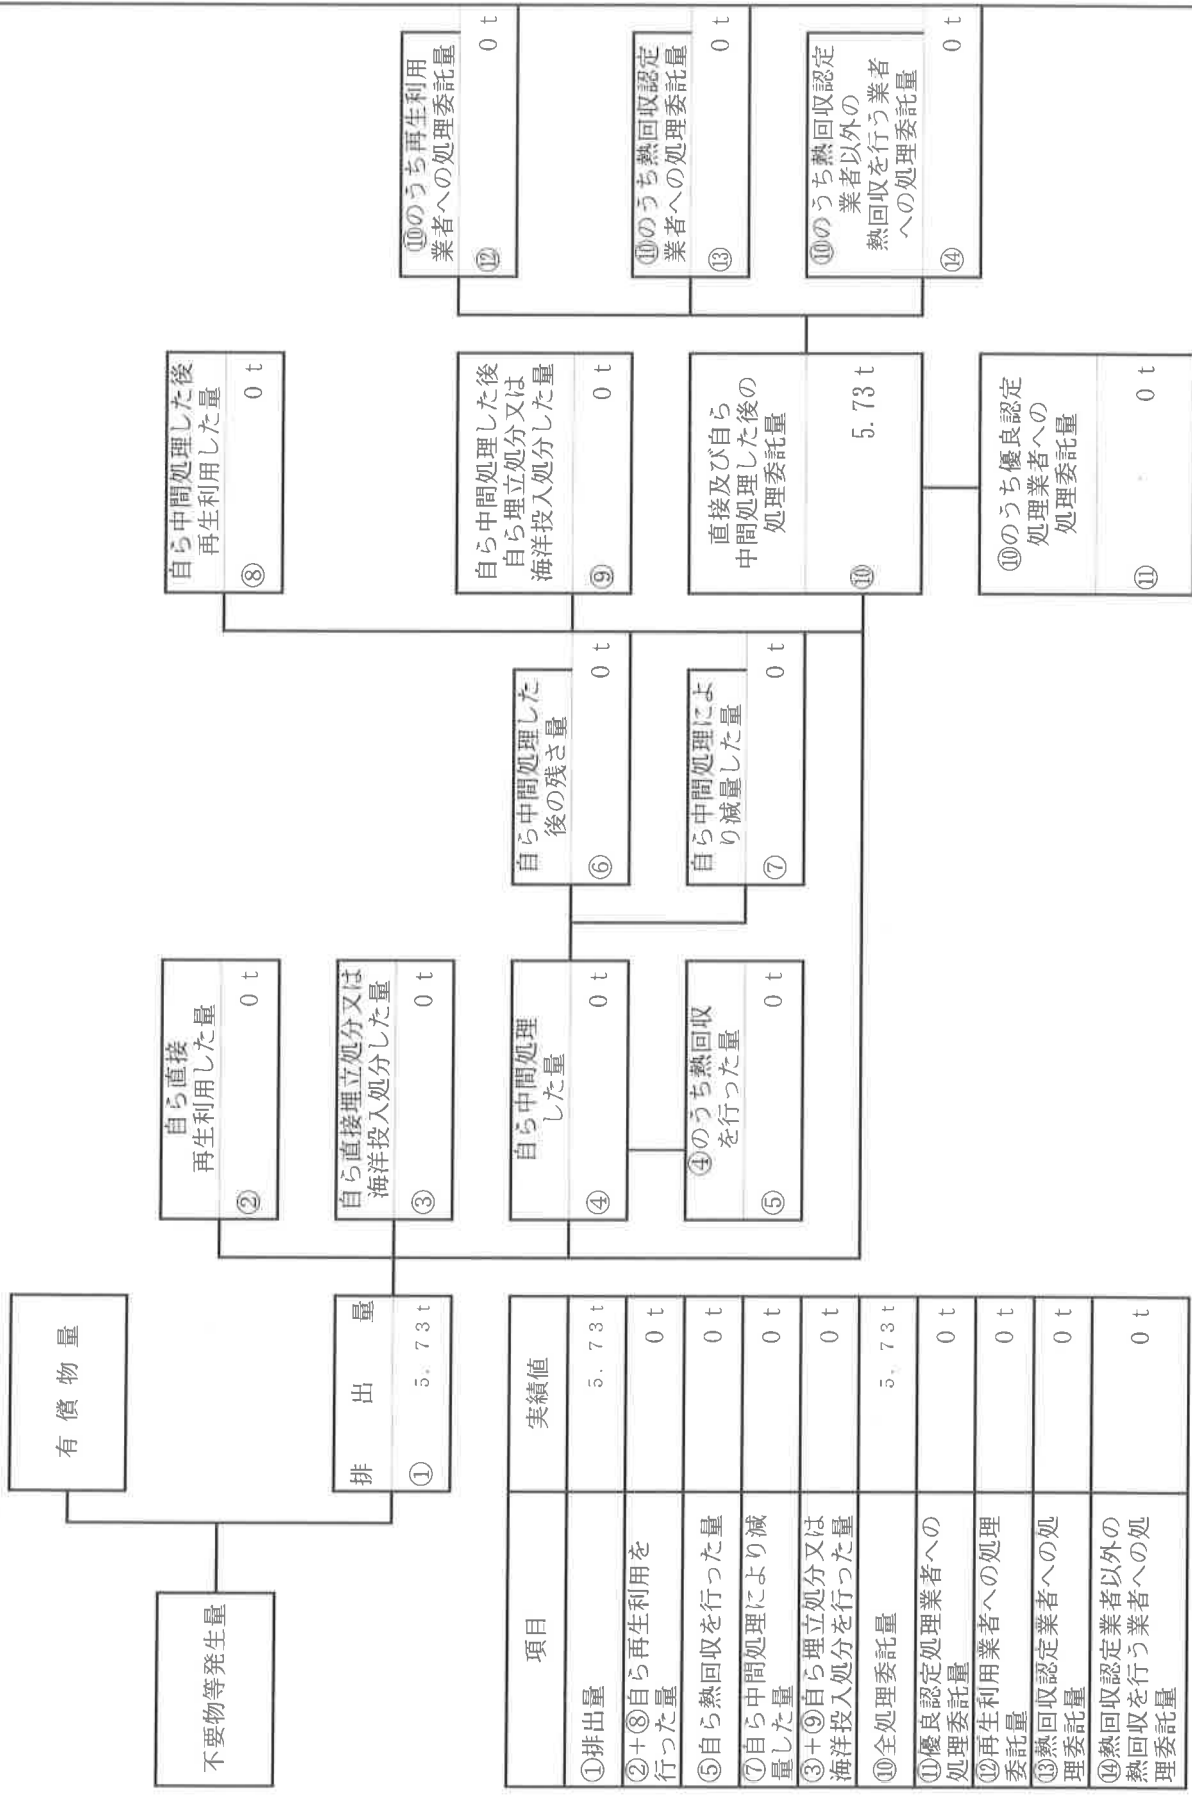 不要物等発生量
有償物量
排出量
① 5.73t
自ら直接
再生利用した量
② 0t
自ら直接埋立処分又は
海洋投入処分した量
③ 0t
自ら中間処理
した量
④ 0t
④のうち熱回収
を行った量
⑤ 0t
自ら中間処理した
後の残さ量
⑥ 0t
自ら中間処理によ
り減量した量
⑦ 0t
自ら中間処理した後
再生利用した量
⑧ 0t
自ら中間処理した後
自ら埋立処分又は
海洋投入処分した量
⑨ 0t
直接及び自ら
中間処理した後の
処理委託量
⑩ 5.73t
⑩のうち優良認定
処理業者への
処理委託量
⑪ 0t
⑩のうち再生利用
業者への処理委託量
⑫ 0t
⑩のうち熱回収認定
業者への処理委託量
⑬ 0t
⑩のうち熱回収認定
業者以外の
熱回収を行う業者
への処理委託量
⑭ 0t
項目 実績値
①排出量 5.73t
②+⑧自ら再生利用を
行った量 0t
⑤自ら熱回収を行った量 0t
⑦自ら中間処理により減
量した量 0t
③+⑨自ら埋立処分又は
海洋投入処分を行った量 0t
⑩全処理委託量 5.73t
⑪優良認定処理業者への
処理委託量 0t
⑫再生利用業者への処理
委託量 0t
⑬熱回収認定業者への処
理委託量 0t
⑭熱回収認定業者以外の
熱回収を行う業者への処
理委託量 0t